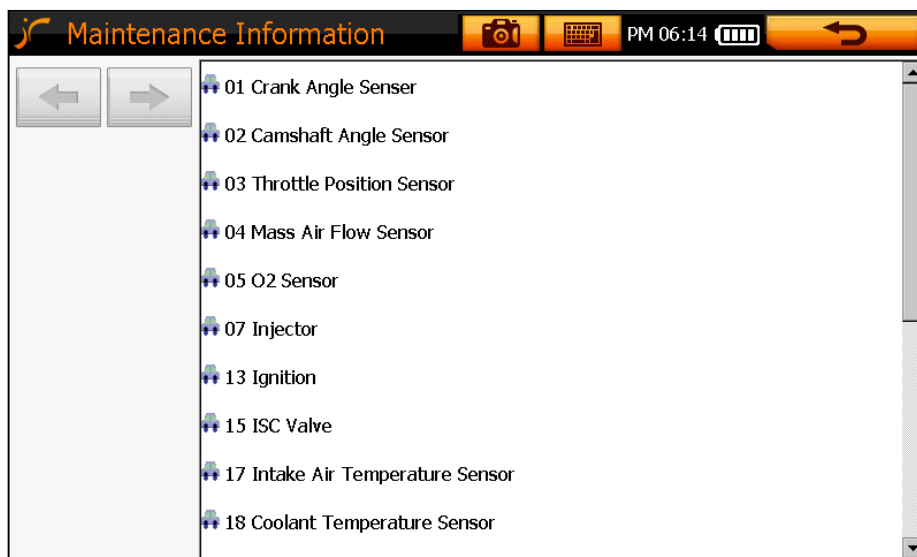 Maintenance Information
PM 06:14
01 Crank Angle Senser
02 Camshaft Angle Sensor
03 Throttle Position Sensor
04 Mass Air Flow Sensor
05 O2 Sensor
07 Injector
13 Ignition
15 ISC Valve
17 Intake Air Temperature Sensor
18 Coolant Temperature Sensor